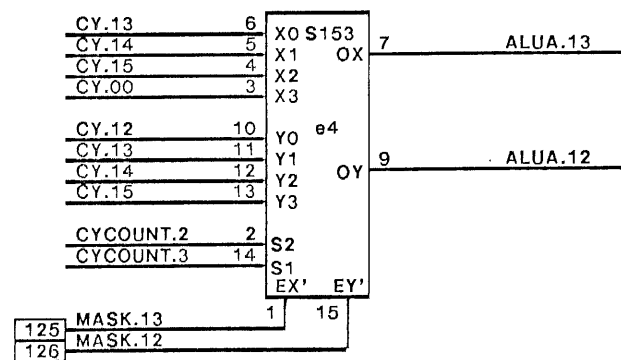 CY.13 6 X0 S153
CY.14 5 X1 OX 7 ALUA.13
CY.15 4 X2
CY.00 3 X3
CY.12 10 Y0 e4
CY.13 11 Y1
CY.14 12 Y2 OY 9 ALUA.12
CY.15 13 Y3
CYCOUNT.2 2 S2
CYCOUNT.3 14 S1
EX' EY'
1 15
125 MASK.13
126 MASK.12